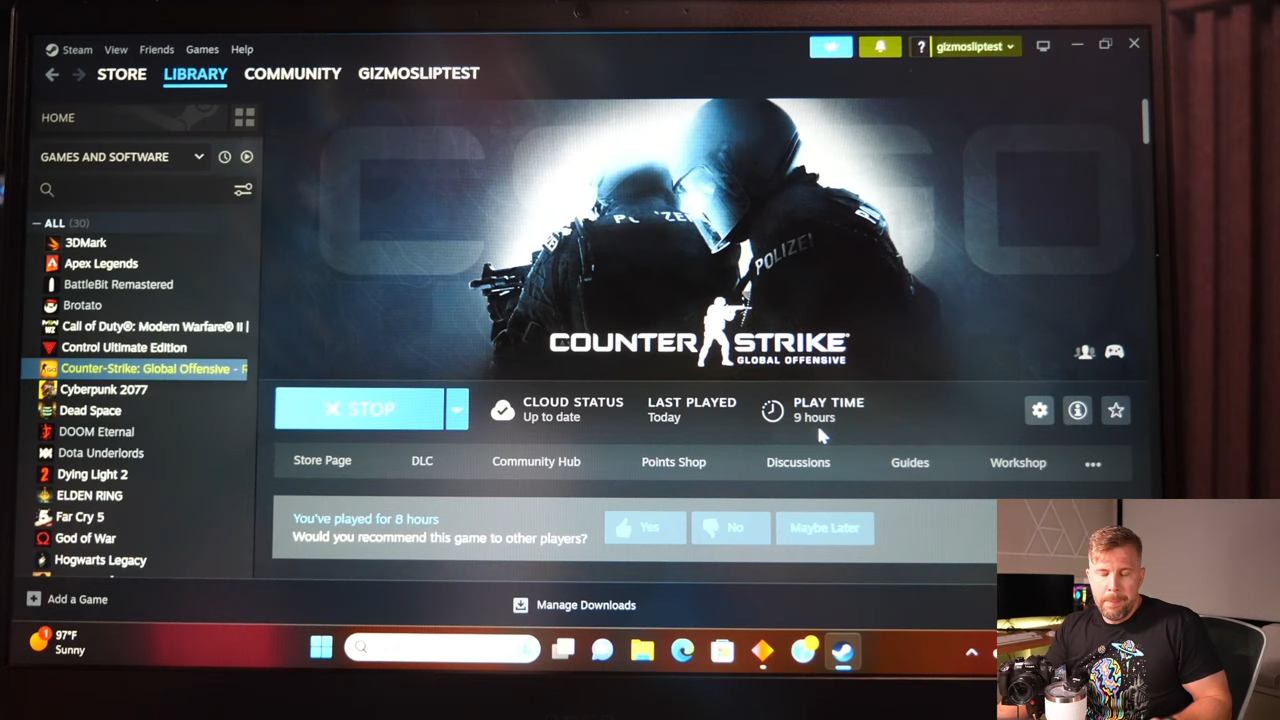 Steam View Friends Games Help
? gizmosliptest
STORE LIBRARY COMMUNITY GIZMOSLIPTEST
HOME
GAMES AND SOFTWARE
— ALL (30)
3DMark
Apex Legends
BattleBit Remastered
Brotato
Call of Duty®: Modern Warfare® II |
Control Ultimate Edition
Counter-Strike: Global Offensive - R
Cyberpunk 2077
Dead Space
DOOM Eternal
Dota Underlords
Dying Light 2
ELDEN RING
Far Cry 5
God of War
Hogwarts Legacy
POLIZEI
COUNTER STRIKE
GLOBAL OFFENSIVE
X STOP
CLOUD STATUS
Up to date
LAST PLAYED
Today
PLAY TIME
9 hours
Store Page DLC Community Hub Points Shop Discussions Guides Workshop
You've played for 8 hours
Would you recommend this game to other players?
Yes No Maybe Later
+ Add a Game
Manage Downloads
1
97°F
Sunny